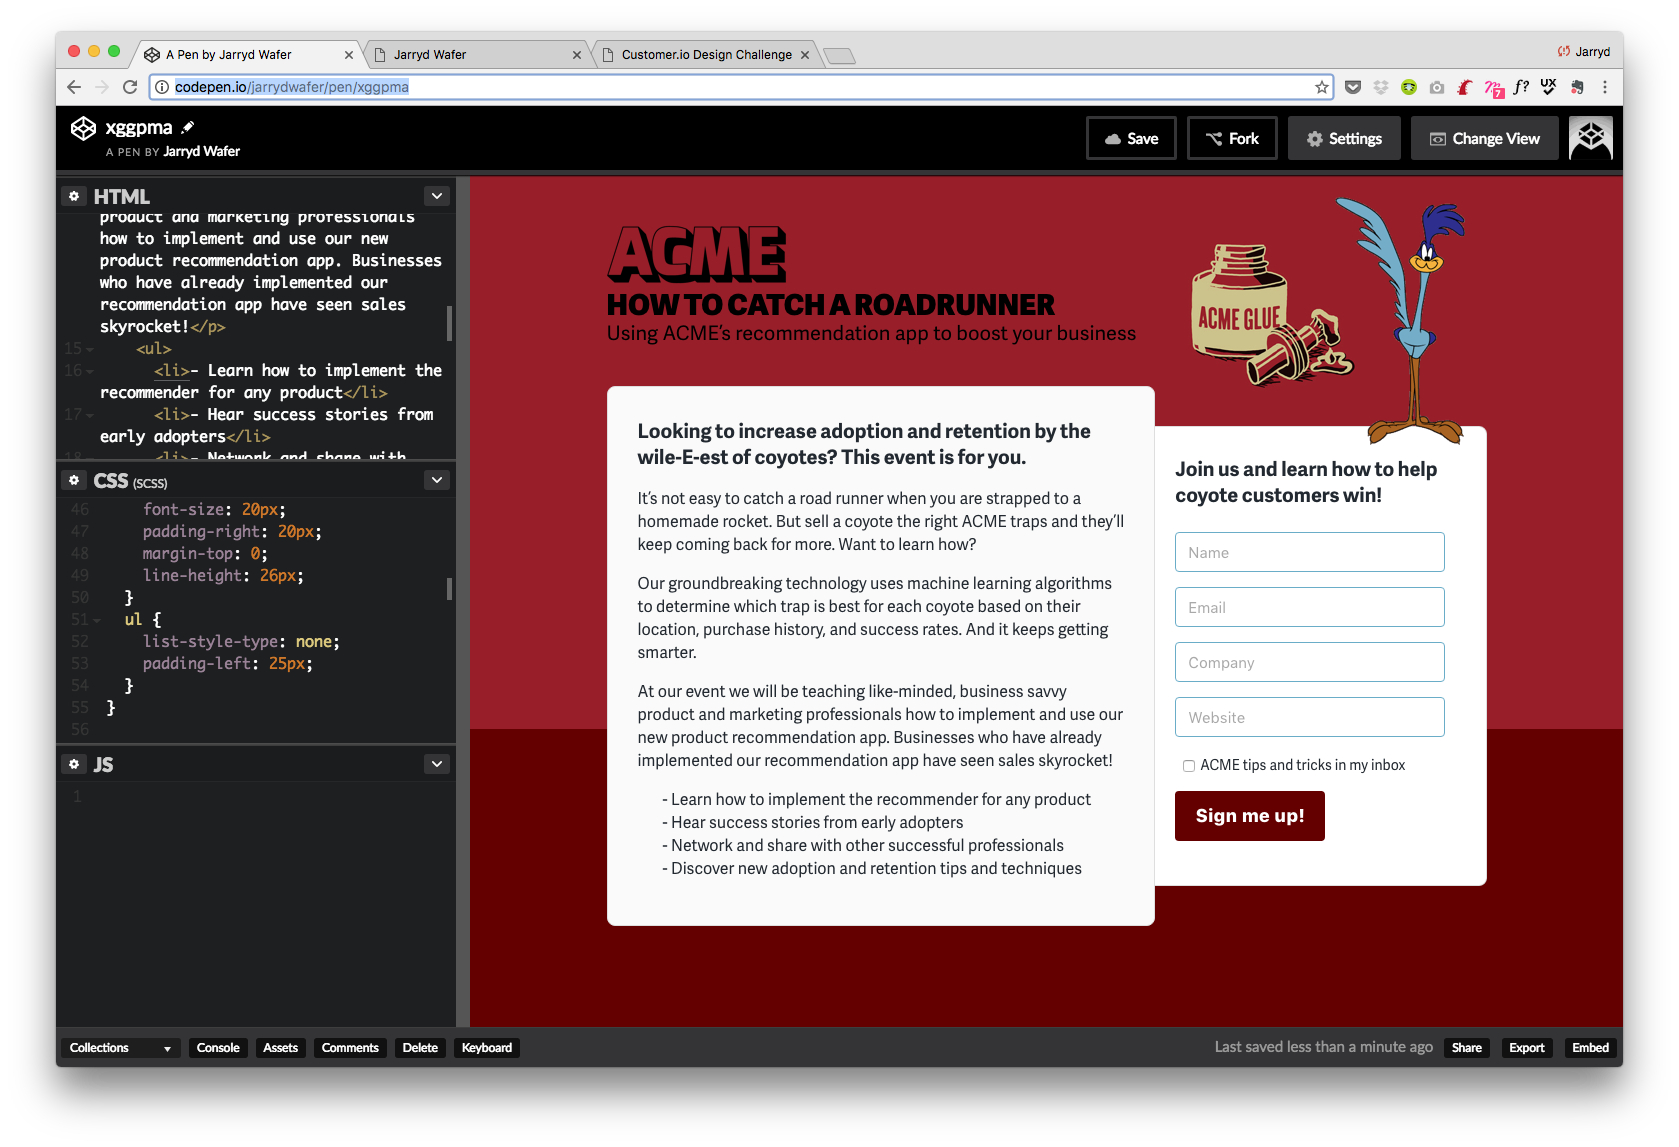 A Pen by Jarryd Wafer
Jarryd Wafer
Customer.io Design Challenge
Jarryd
codepen.io/jarrydwafer/pen/xggpma
7
f?
UX
xggpma
A PEN BY Jarryd Wafer
Save
Fork
Settings
Change View
HTML
product and marketing professionals
how to implement and use our new
product recommendation app. Businesses
who have already implemented our
recommendation app have seen sales
skyrocket!</p>
15 <ul>
16 <li>- Learn how to implement the
recommender for any product</li>
17 <li>- Hear success stories from
early adopters</li>
18 <li>- Network and share with
CSS (SCSS)
46 font-size: 20px;
47 padding-right: 20px;
48 margin-top: 0;
49 line-height: 26px;
50 }
51 ul {
52 list-style-type: none;
53 padding-left: 25px;
54 }
55 }
56
JS
1
ACME
HOW TO CATCH A ROADRUNNER
Using ACME's recommendation app to boost your business
ACME GLUE
Looking to increase adoption and retention by the
wile-E-est of coyotes? This event is for you.
It's not easy to catch a road runner when you are strapped to a
homemade rocket. But sell a coyote the right ACME traps and they'll
keep coming back for more. Want to learn how?
Our groundbreaking technology uses machine learning algorithms
to determine which trap is best for each coyote based on their
location, purchase history, and success rates. And it keeps getting
smarter.
At our event we will be teaching like-minded, business savvy
product and marketing professionals how to implement and use our
new product recommendation app. Businesses who have already
implemented our recommendation app have seen sales skyrocket!
- Learn how to implement the recommender for any product
- Hear success stories from early adopters
- Network and share with other successful professionals
- Discover new adoption and retention tips and techniques
Join us and learn how to help
coyote customers win!
Name
Email
Company
Website
ACME tips and tricks in my inbox
Sign me up!
Collections
Console
Assets
Comments
Delete
Keyboard
Last saved less than a minute ago
Share
Export
Embed